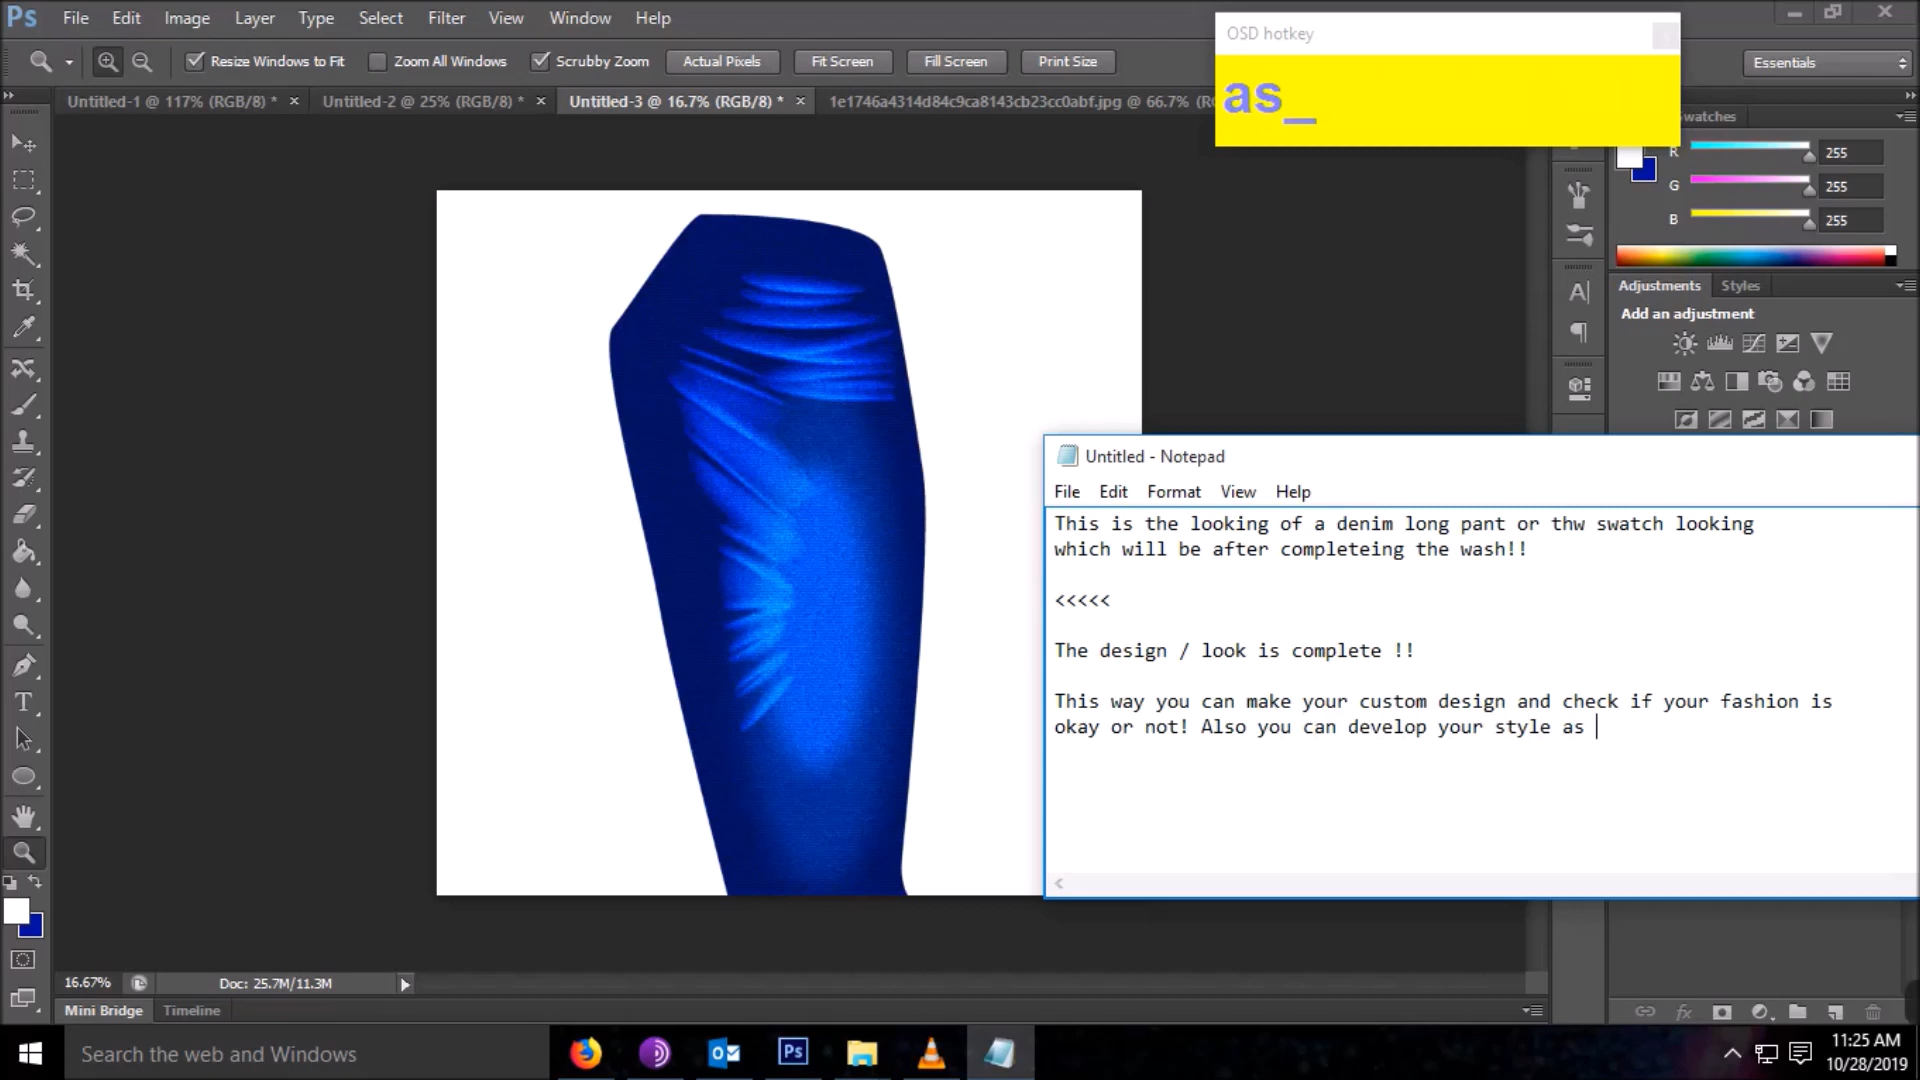 Ps File Edit Image Layer Type Select Filter View Window Help
OSD hotkey
as_
Resize Windows to Fit Zoom All Windows Scrubby Zoom Actual Pixels Fit Screen Fill Screen Print Size Essentials
Untitled-1 @ 117% (RGB/8) * × Untitled-2 @ 25% (RGB/8) * × Untitled-3 @ 16.7% (RGB/8) * × 1e1746a4314d84c9ca8143cb23cc0abf.jpg @ 66.7% (RG
watches
R 255
G 255
B 255
Adjustments Styles
Add an adjustment
Untitled - Notepad
File Edit Format View Help
This is the looking of a denim long pant or thw swatch looking
which will be after completeing the wash!!
<<<<<
The design / look is complete !!
This way you can make your custom design and check if your fashion is
okay or not! Also you can develop your style as
16.67% Doc: 25.7M/11.3M
Mini Bridge Timeline
Search the web and Windows
11:25 AM
10/28/2019